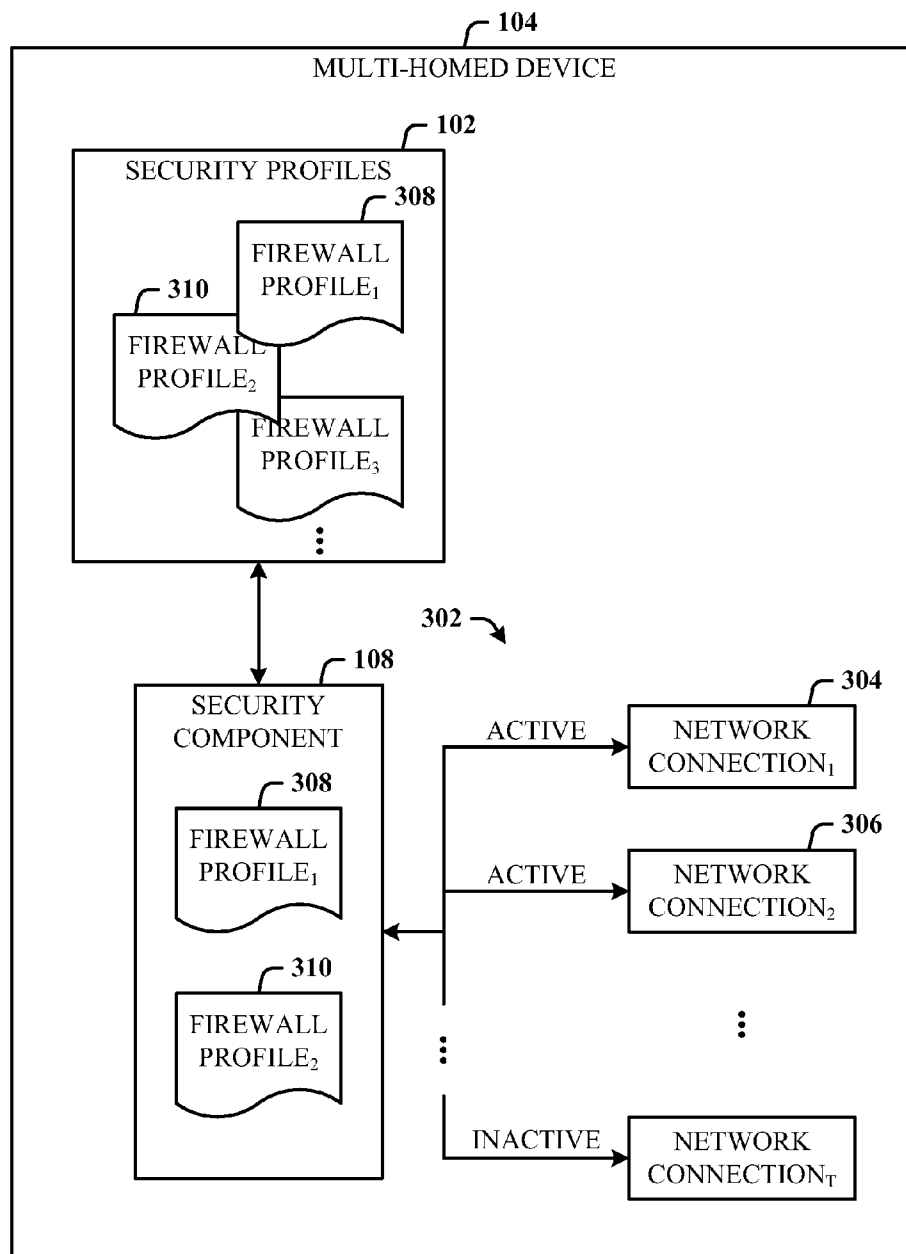 104
MULTI-HOMED DEVICE
102
SECURITY PROFILES
308
FIREWALL
PROFILE₁
310
FIREWALL
PROFILE₂
FIREWALL
PROFILE₃
302
108
SECURITY
COMPONENT
308
FIREWALL
PROFILE₁
310
FIREWALL
PROFILE₂
ACTIVE
304
NETWORK
CONNECTION₁
ACTIVE
306
NETWORK
CONNECTION₂
INACTIVE
NETWORK
CONNECTIONT